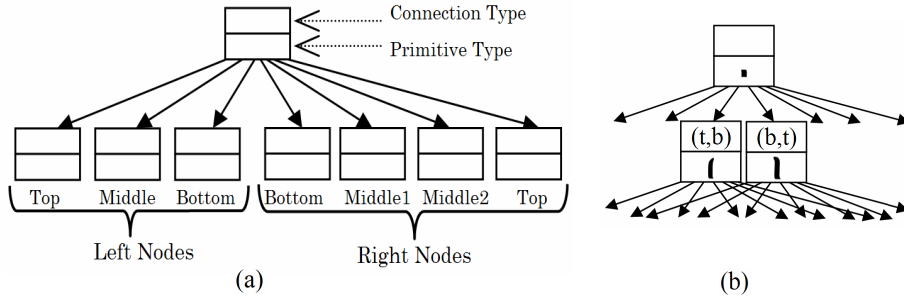 Connection Type
Primitive Type
Top Middle Bottom Bottom Middle1 Middle2 Top
Left Nodes Right Nodes
(a)
(t,b) (b,t)
(b)